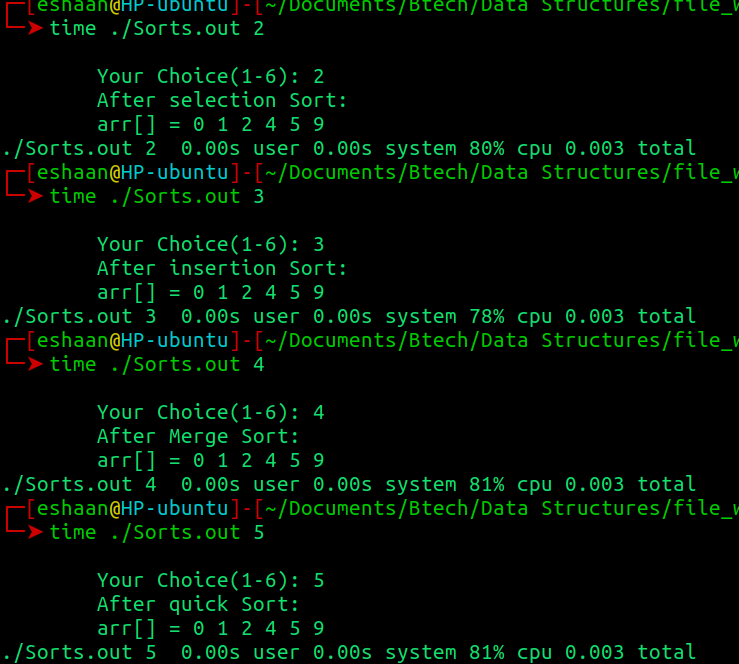 [eshaan@HP-ubuntu]-[~/Documents/Btech/Data Structures/file_w
time ./Sorts.out 2
Your Choice(1-6): 2
After selection Sort:
arr[] = 0 1 2 4 5 9
./Sorts.out 2  0.00s user 0.00s system 80% cpu 0.003 total
[eshaan@HP-ubuntu]-[~/Documents/Btech/Data Structures/file_w
time ./Sorts.out 3
Your Choice(1-6): 3
After insertion Sort:
arr[] = 0 1 2 4 5 9
./Sorts.out 3  0.00s user 0.00s system 78% cpu 0.003 total
[eshaan@HP-ubuntu]-[~/Documents/Btech/Data Structures/file_w
time ./Sorts.out 4
Your Choice(1-6): 4
After Merge Sort:
arr[] = 0 1 2 4 5 9
./Sorts.out 4  0.00s user 0.00s system 81% cpu 0.003 total
[eshaan@HP-ubuntu]-[~/Documents/Btech/Data Structures/file_w
time ./Sorts.out 5
Your Choice(1-6): 5
After quick Sort:
arr[] = 0 1 2 4 5 9
./Sorts.out 5  0.00s user 0.00s system 81% cpu 0.003 total